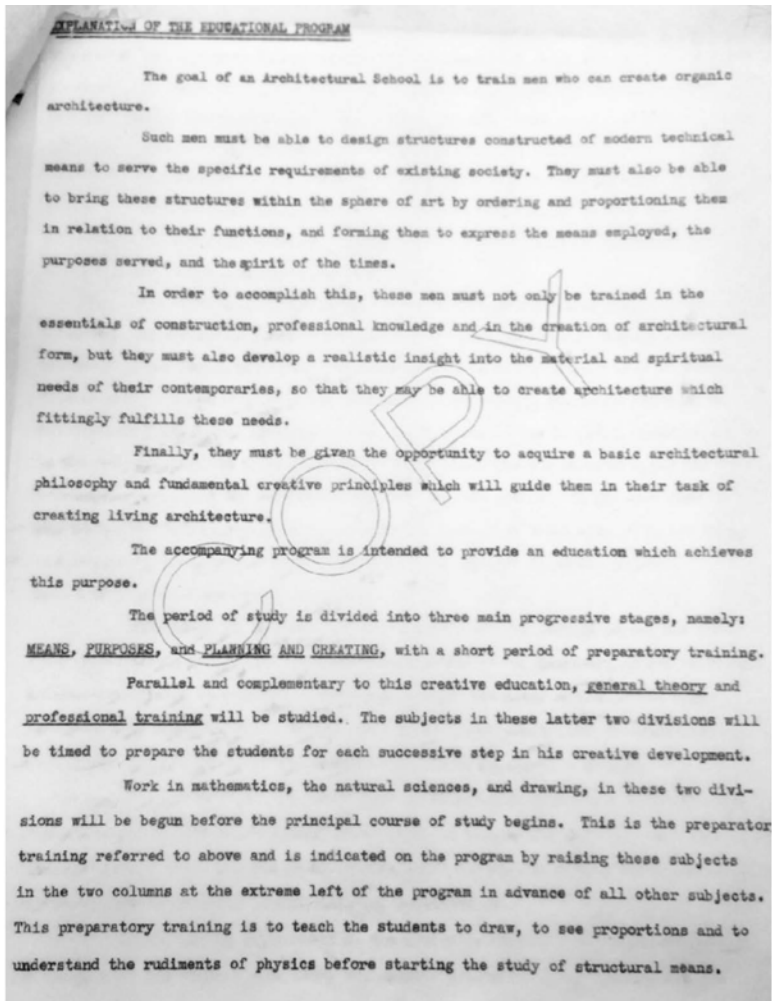 EXPLANATION OF THE EDUCATIONAL PROGRAM
The goal of an Architectural School is to train men who can create organic
architecture.
Such men must be able to design structures constructed of modern technical
means to serve the specific requirements of existing society. They must also be able
to bring these structures within the sphere of art by ordering and proportioning them
in relation to their functions, and forming them to express the means employed, the
purposes served, and the spirit of the times.
In order to accomplish this, these men must not only be trained in the
essentials of construction, professional knowledge and in the creation of architectural
form, but they must also develop a realistic insight into the material and spiritual
needs of their contemporaries, so that they may be able to create architecture which
fittingly fulfills these needs.
Finally, they must be given the opportunity to acquire a basic architectural
philosophy and fundamental creative principles which will guide them in their task of
creating living architecture.
The accompanying program is intended to provide an education which achieves
this purpose.
The period of study is divided into three main progressive stages, namely:
MEANS, PURPOSES, and PLANNING AND CREATING, with a short period of preparatory training.
Parallel and complementary to this creative education, general theory and
professional training will be studied. The subjects in these latter two divisions will
be timed to prepare the students for each successive step in his creative development.
Work in mathematics, the natural sciences, and drawing, in these two divi-
sions will be begun before the principal course of study begins. This is the preparator
training referred to above and is indicated on the program by raising these subjects
in the two columns at the extreme left of the program in advance of all other subjects.
This preparatory training is to teach the students to draw, to see proportions and to
understand the rudiments of physics before starting the study of structural means.
COPY